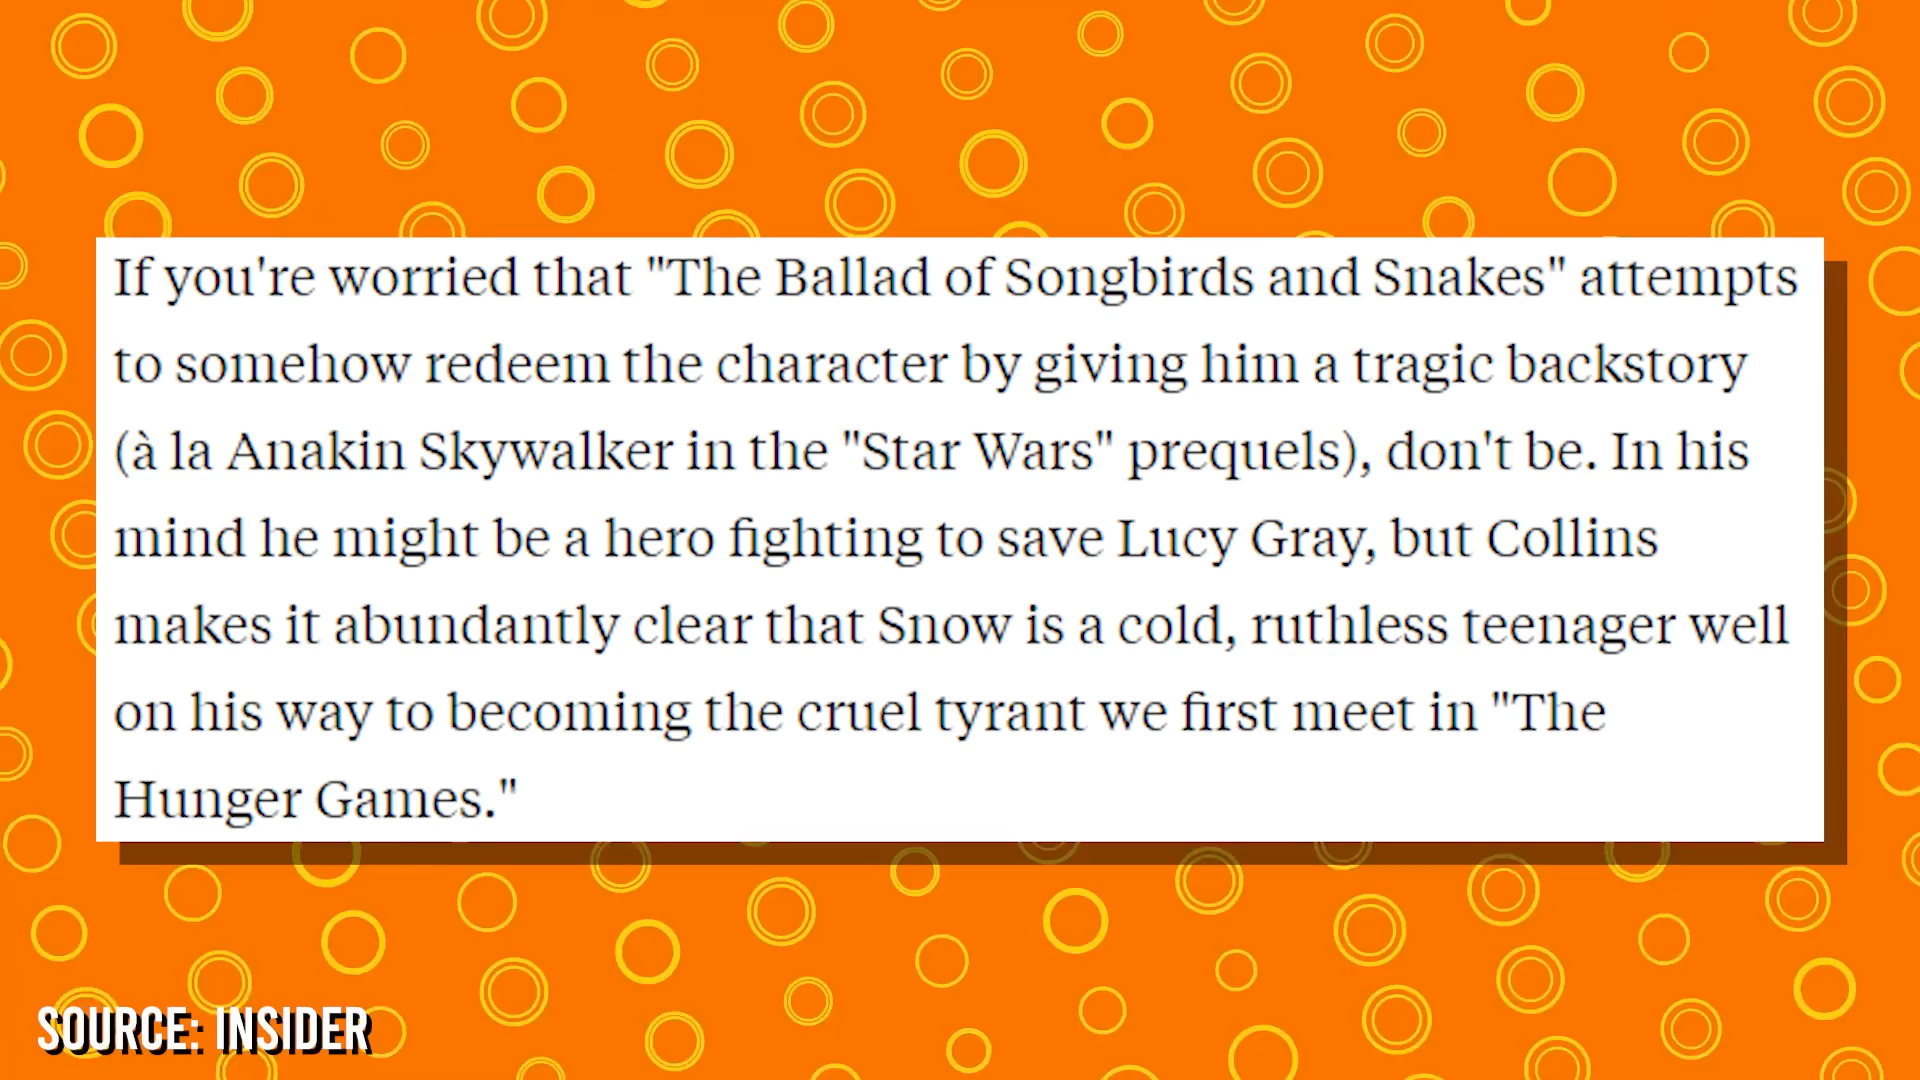 If you're worried that "The Ballad of Songbirds and Snakes" attempts
to somehow redeem the character by giving him a tragic backstory
(à la Anakin Skywalker in the "Star Wars" prequels), don't be. In his
mind he might be a hero fighting to save Lucy Gray, but Collins
makes it abundantly clear that Snow is a cold, ruthless teenager well
on his way to becoming the cruel tyrant we first meet in "The
Hunger Games."
SOURCE: INSIDER